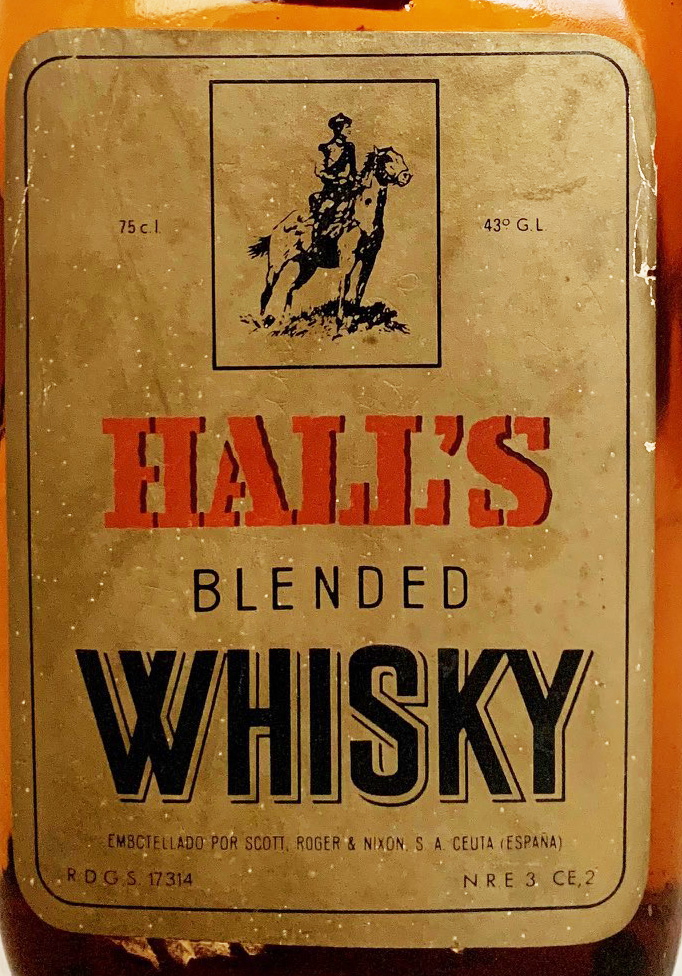 75 c.l.
43º G.L.
HALL'S
BLENDED
WHISKY
EMBOTELLADO POR SCOTT, ROGER & NIXON, S. A. CEUTA (ESPAÑA)
R.D.G.S. 17314
N.R.E. 3 CE,2